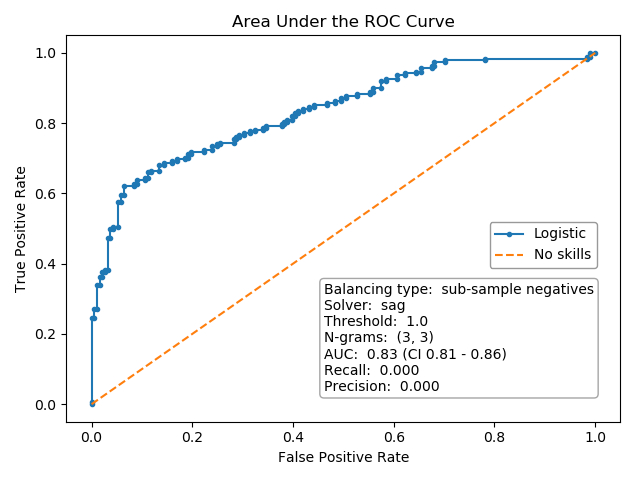 Area Under the ROC Curve
True Positive Rate
1.0
0.8
0.6
0.4
0.2
0.0
Logistic
No skills
Balancing type:  sub-sample negatives
Solver:  sag
Threshold:  1.0
N-grams:  (3, 3)
AUC:  0.83 (CI 0.81 - 0.86)
Recall:  0.000
Precision:  0.000
0.0 0.2 0.4 0.6 0.8 1.0
False Positive Rate